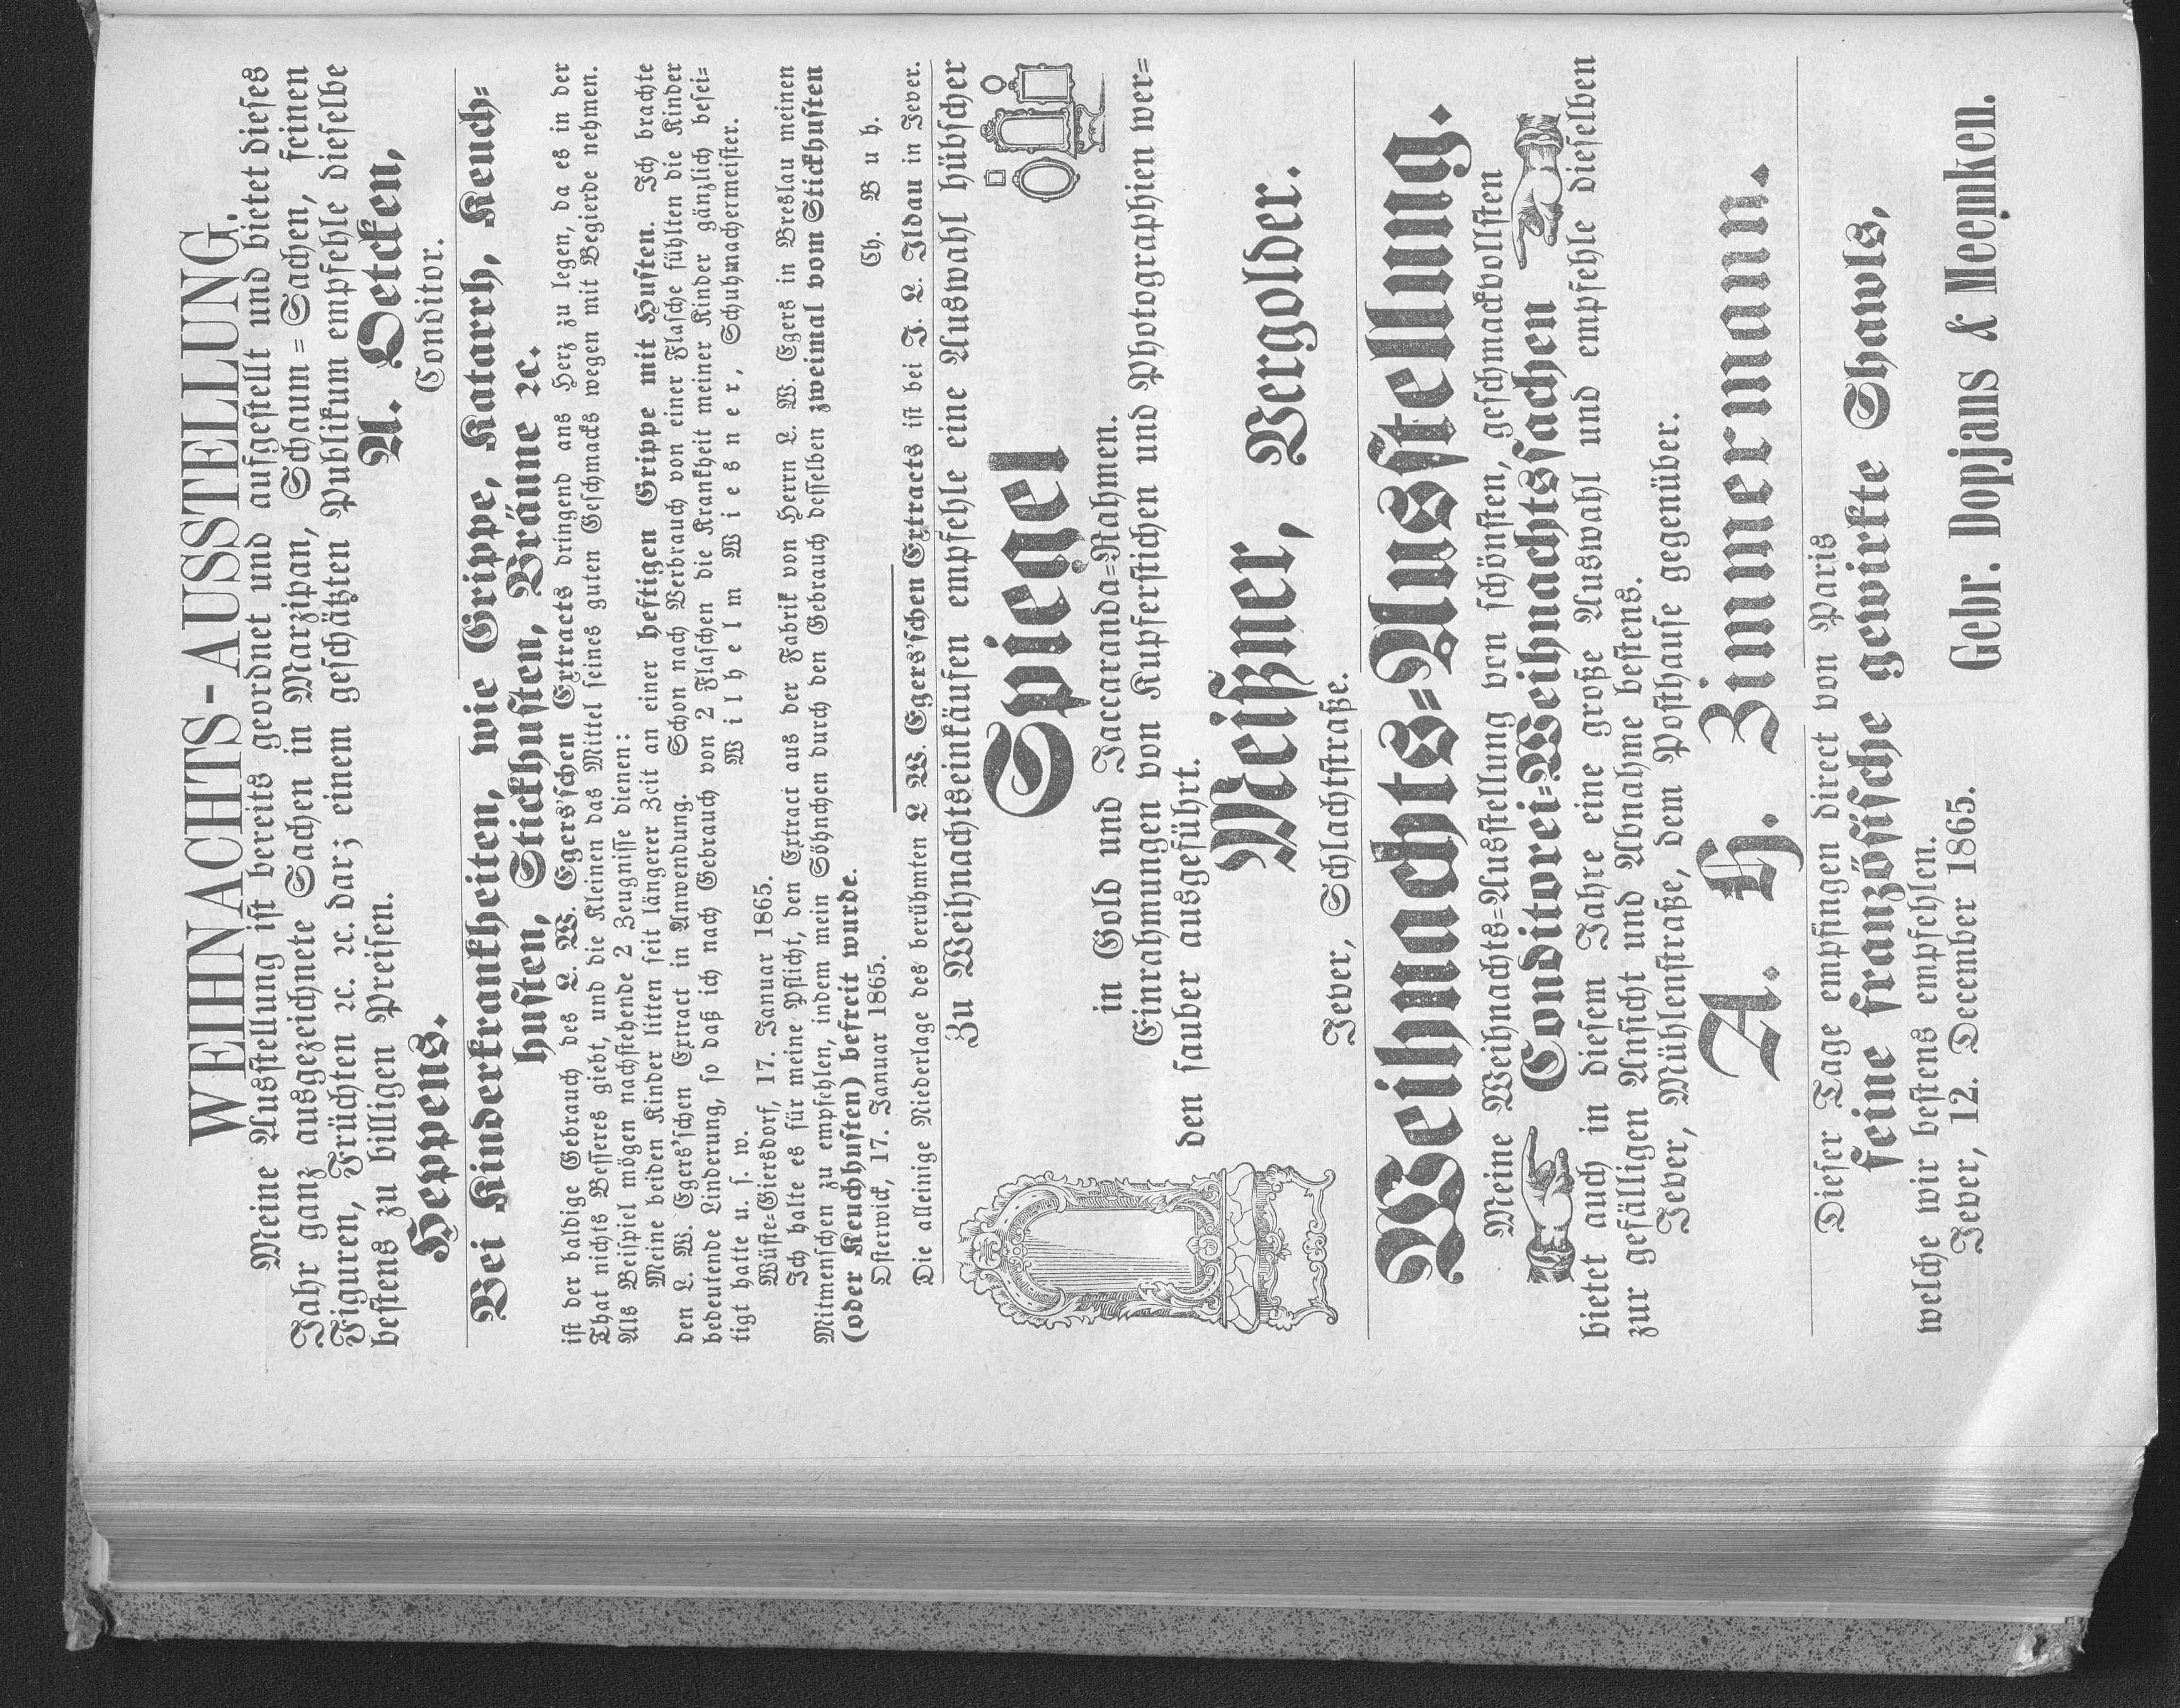 WEIHNACHTS-AUSSTELLUNG.
Meine Ausstellung ist bereits geordnet und aufgestellt und bietet dieses
Jahr ganz ausgezeichnete Sachen in Marzipan, Schaum = Sachen, feinen
Figuren, Früchten ꝛc. ꝛc. dar; einem geschätzten Publikum empfehle dieselbe
bestens zu billigen Preisen.
Heppens. A. Oetcken,
Conditor.
Bei Kinderkrankheiten, wie Grippe, Katarrh, Keuch=
husten, Stickhusten, Bräune ꝛc.
ist der baldige Gebrauch des L. W. Egers'schen Extracts dringend ans Herz zu legen, da es in der
That nichts Besseres giebt, und die Kleinen das Mittel seines guten Geschmacks wegen mit Begierde nehmen.
Als Beispiel mögen nachstehende 2 Zeugnisse dienen:
Meine beiden Kinder litten seit längerer Zeit an einer heftigen Grippe mit Husten. Ich brachte
den L. W. Egers'schen Extract in Anwendung. Schon nach Verbrauch von einer Flasche fühlten die Kinder
bedeutende Linderung, so daß ich nach Gebrauch von 2 Flaschen die Krankheit meiner Kinder gänzlich besei=
tigt hatte u. s. w. Wilhelm Wiesner, Schuhmachermeister.
Wüste=Giersdorf, 17. Januar 1865.
Ich halte es für meine Pflicht, den Extract aus der Fabrik von Herrn L. W. Egers in Breslau meinen
Mitmenschen zu empfehlen, indem mein Söhnchen durch den Gebrauch desselben zweimal vom Stickhusten
(oder Keuchhusten) befreit wurde.
Osterwick, 17. Januar 1865. Ch. Buh.
Die alleinige Niederlage des berühmten L W. Egers'schen Extracts ist bei J. L. Ildau in Jever.
Zu Weihnachtseinkäufen empfehle eine Auswahl hübscher
Spiegel
in Gold und Jaccaranda=Rahmen.
Einrahmungen von Kupferstichen und Photographien wer=
den sauber ausgeführt.
Meißner, Vergolder.
Jever, Schlachtstraße.
Weihnachts=Ausstellung.
Meine Weihnachts=Ausstellung von schönsten, geschmackvollsten
Conditorei=Weihnachtssachen
bietet auch in diesem Jahre eine große Auswahl und empfehle dieselben
zur gefälligen Ansicht und Abnahme bestens.
Jever, Mühlenstraße, dem Posthause gegenüber.
A. H. Zimmermann.
Dieser Tage empfingen direct von Paris
feine französische gewirkte Shawls,
welche wir bestens empfehlen.
Jever, 12. December 1865. Gebr. Dopjans & Meepken.